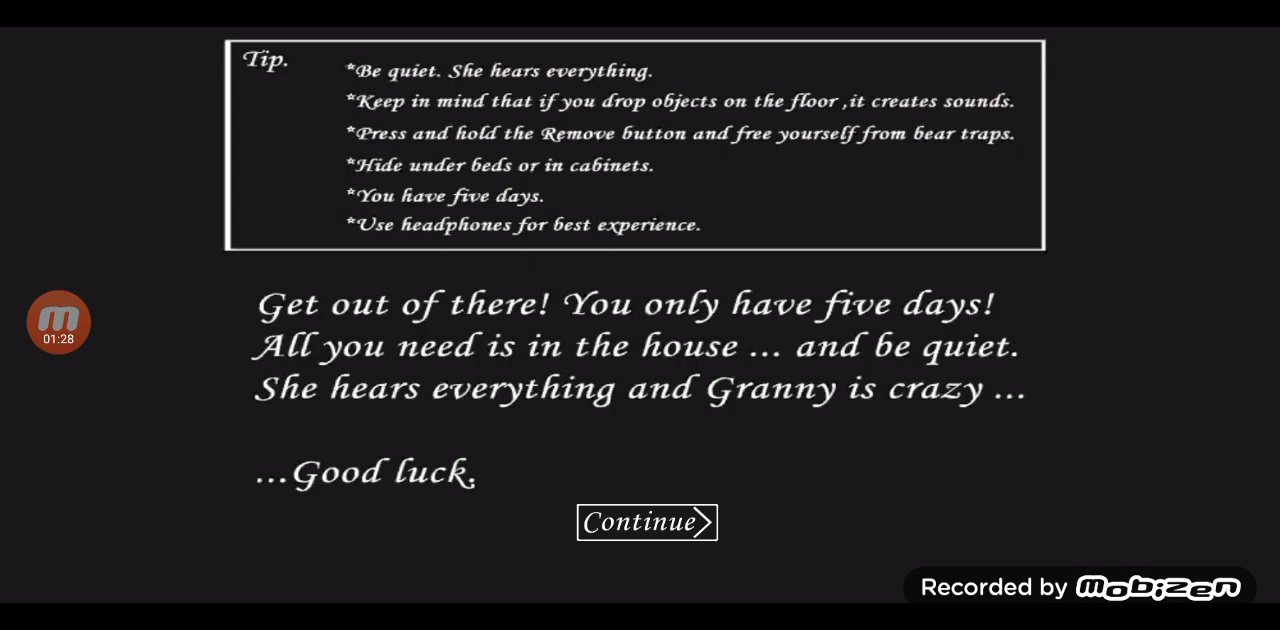 Tip.
*Be quiet. She hears everything.
*Keep in mind that if you drop objects on the floor ,it creates sounds.
*Press and hold the Remove button and free yourself from bear traps.
*Hide under beds or in cabinets.
*You have five days.
*Use headphones for best experience.
Get out of there! You only have five days!
All you need is in the house ... and be quiet.
She hears everything and Granny is crazy ...
...Good luck.
Continue
01:28
Recorded by Mobizen